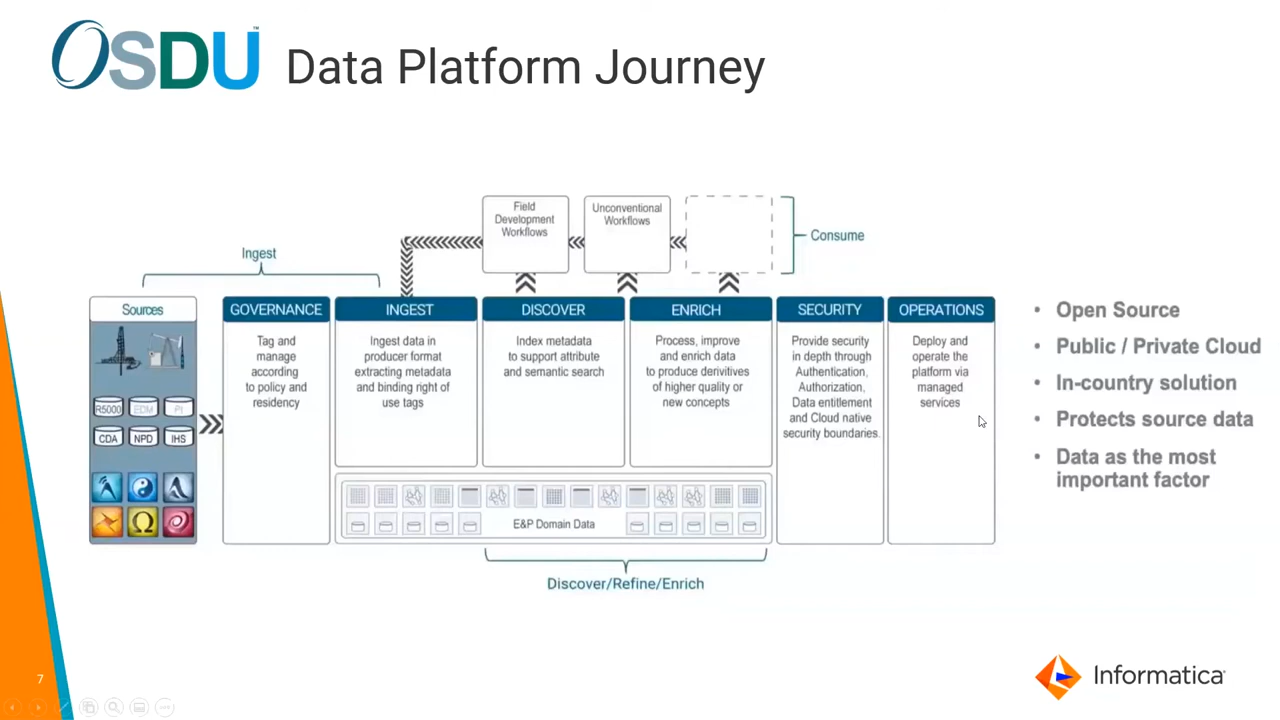 OSDU™ Data Platform Journey
Ingest
Field
Development
Workflows
Unconventional
Workflows
Consume
Sources
R5000 EDM PI
CDA NPD IHS
GOVERNANCE
Tag and
manage
according
to policy and
residency
INGEST
Ingest data in
producer format
extracting metadata
and binding right of
use tags
DISCOVER
Index metadata
to support attribute
and semantic search
ENRICH
Process, improve
and enrich data
to produce derivitives
of higher quality or
new concepts
SECURITY
Provide security
in depth through
Authentication,
Authorization,
Data entitlement
and Cloud native
security boundaries.
OPERATIONS
Deploy and
operate the
platform via
managed
services
E&P Domain Data
Discover/Refine/Enrich
• Open Source
• Public / Private Cloud
• In-country solution
• Protects source data
• Data as the most
important factor
7
Informatica